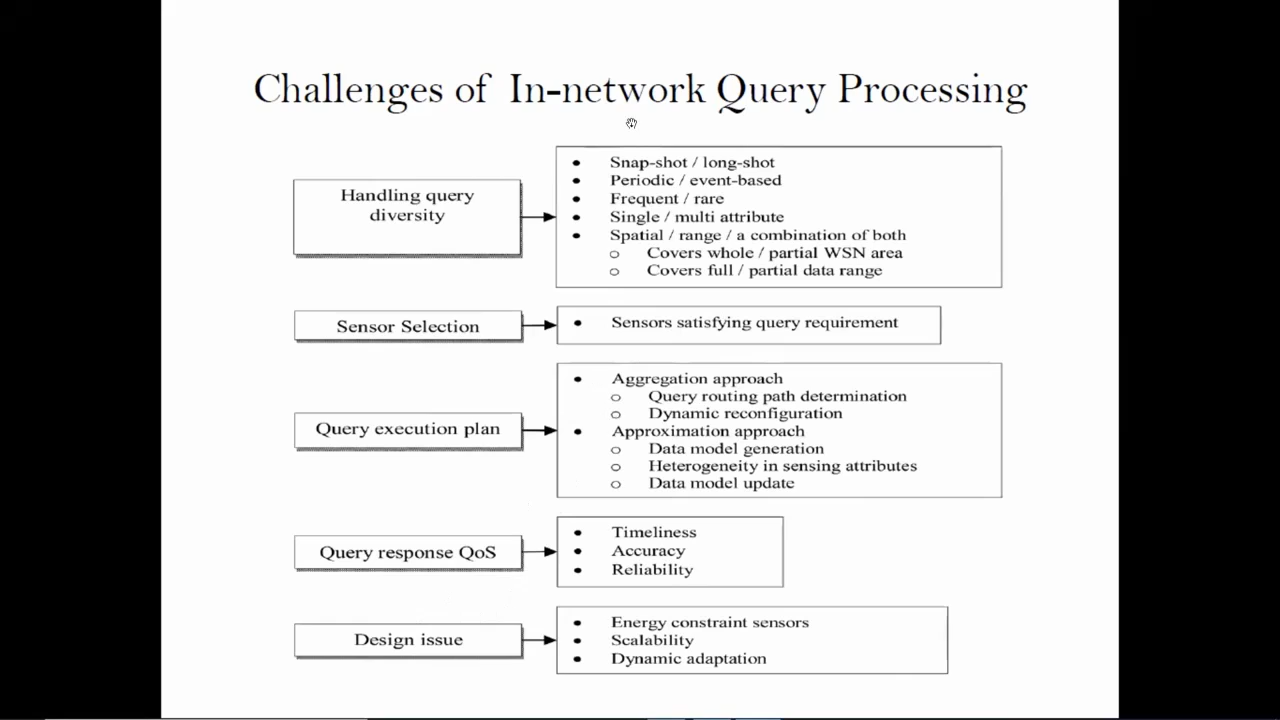 Challenges of In-network Query Processing
Handling query
diversity
• Snap-shot / long-shot
• Periodic / event-based
• Frequent / rare
• Single / multi attribute
• Spatial / range / a combination of both
o Covers whole / partial WSN area
o Covers full / partial data range
Sensor Selection
• Sensors satisfying query requirement
Query execution plan
• Aggregation approach
o Query routing path determination
o Dynamic reconfiguration
• Approximation approach
o Data model generation
o Heterogeneity in sensing attributes
o Data model update
Query response QoS
• Timeliness
• Accuracy
• Reliability
Design issue
• Energy constraint sensors
• Scalability
• Dynamic adaptation